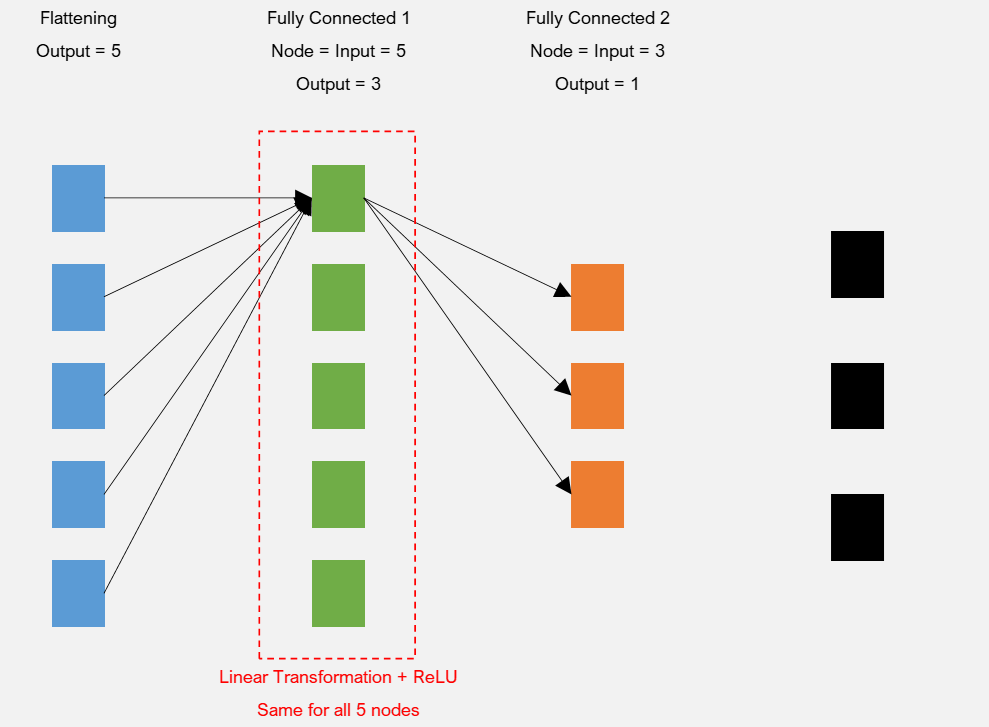 Flattening
Output = 5
Fully Connected 1
Node = Input = 5
Output = 3
Fully Connected 2
Node = Input = 3
Output = 1
Linear Transformation + ReLU
Same for all 5 nodes